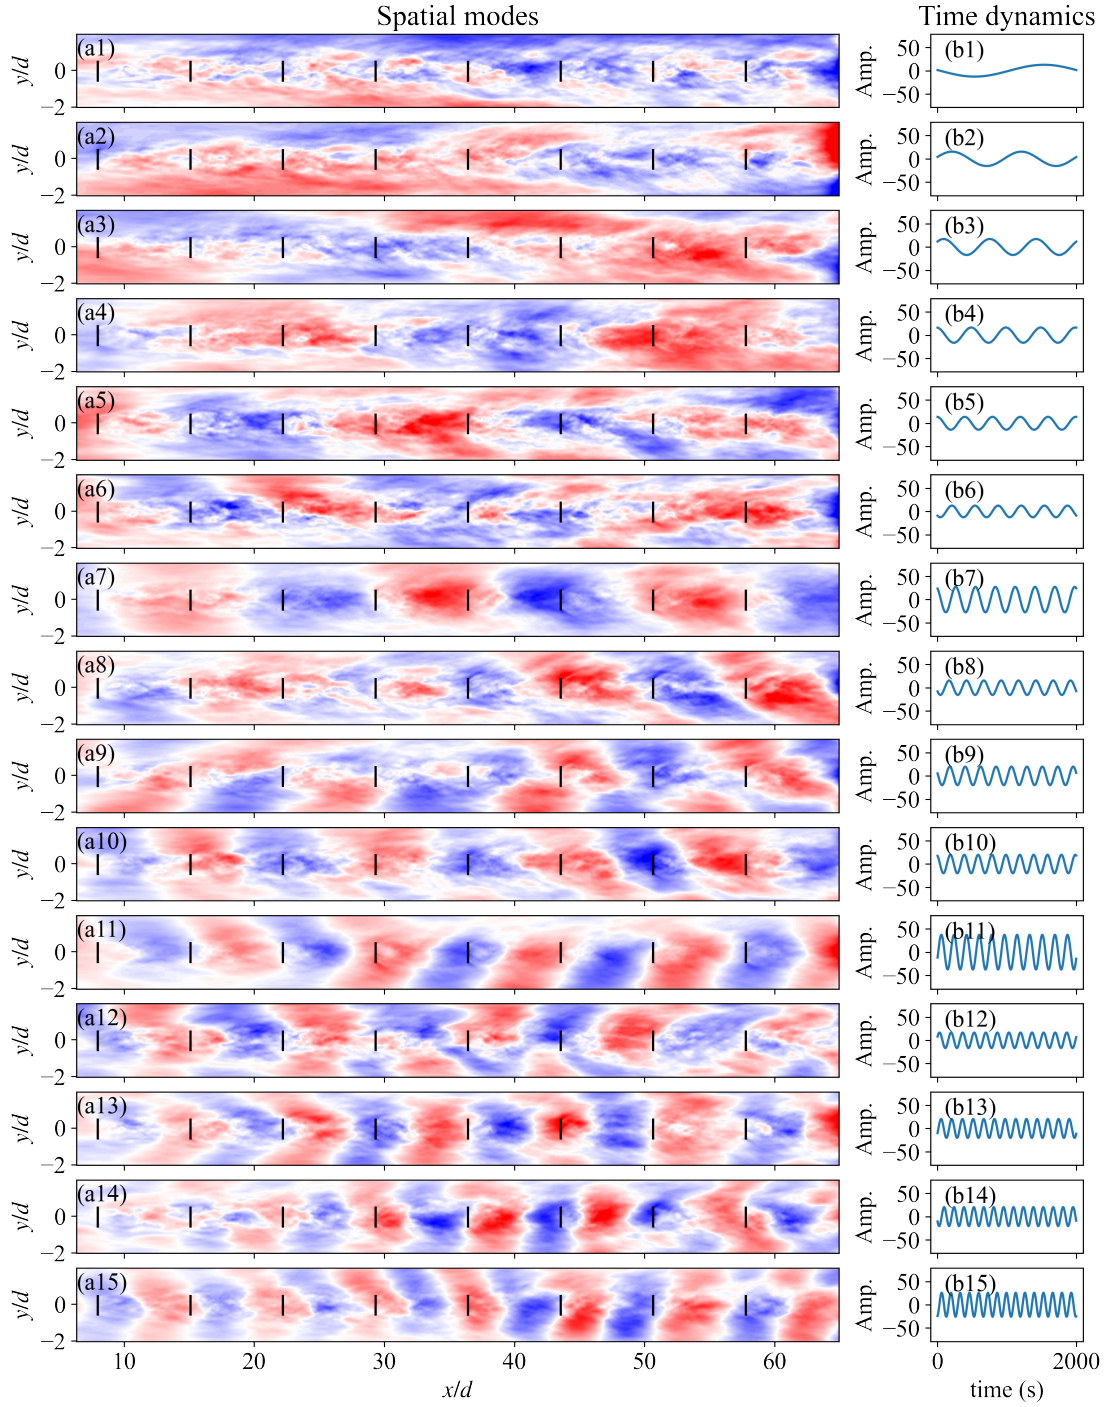 Spatial modes Time dynamics
y/d 0 −2 (a1) Amp. 50 0 −50 (b1)
y/d 0 −2 (a2) Amp. 50 0 −50 (b2)
y/d 0 −2 (a3) Amp. 50 0 −50 (b3)
y/d 0 −2 (a4) Amp. 50 0 −50 (b4)
y/d 0 −2 (a5) Amp. 50 0 −50 (b5)
y/d 0 −2 (a6) Amp. 50 0 −50 (b6)
y/d 0 −2 (a7) Amp. 50 0 −50 (b7)
y/d 0 −2 (a8) Amp. 50 0 −50 (b8)
y/d 0 −2 (a9) Amp. 50 0 −50 (b9)
y/d 0 −2 (a10) Amp. 50 0 −50 (b10)
y/d 0 −2 (a11) Amp. 50 0 −50 (b11)
y/d 0 −2 (a12) Amp. 50 0 −50 (b12)
y/d 0 −2 (a13) Amp. 50 0 −50 (b13)
y/d 0 −2 (a14) Amp. 50 0 −50 (b14)
y/d 0 −2 (a15) Amp. 50 0 −50 (b15)
10 20 30 40 50 60 0 2000
x/d time (s)